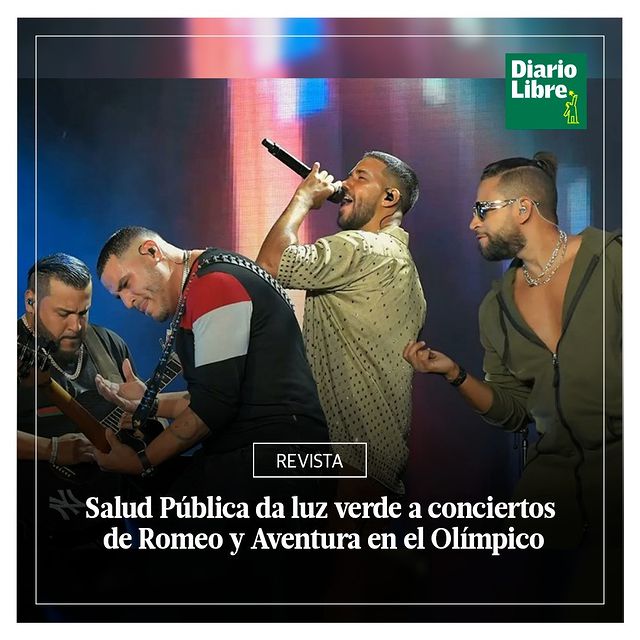 Diario
Libre
REVISTA
Salud Pública da luz verde a conciertos
de Romeo y Aventura en el Olímpico